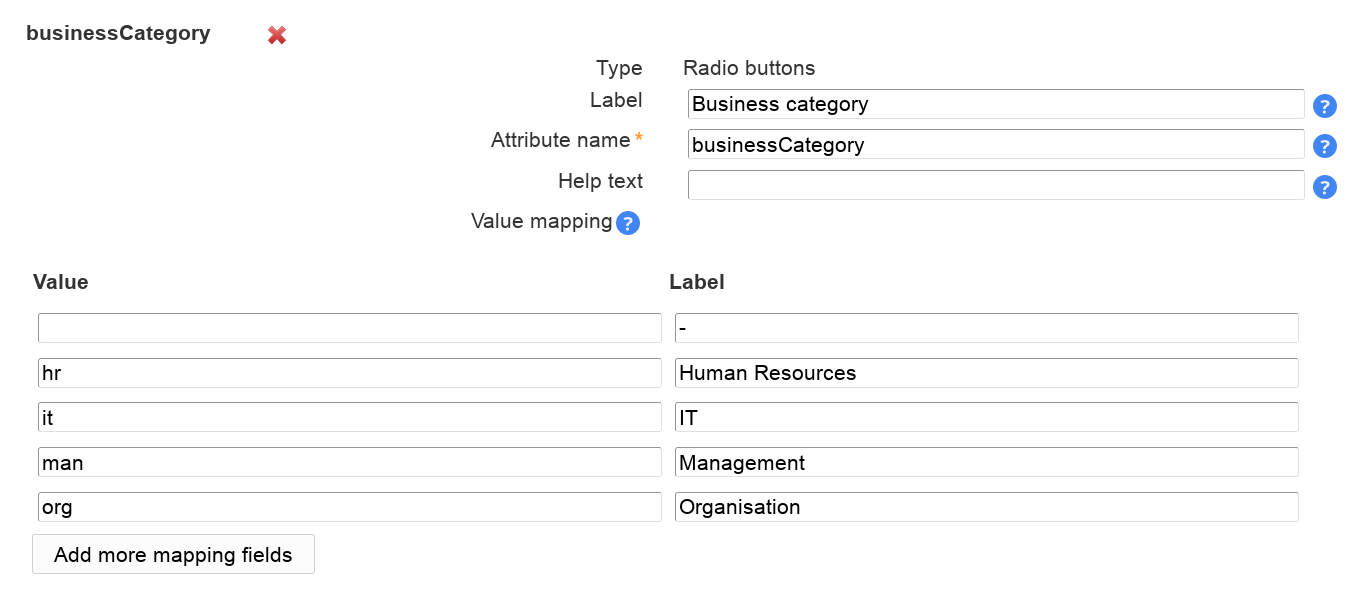 businessCategory
Type Radio buttons
Label Business category ?
Attribute name * businessCategory ?
Help text ?
Value mapping ?
Value Label
-
hr Human Resources
it IT
man Management
org Organisation
Add more mapping fields